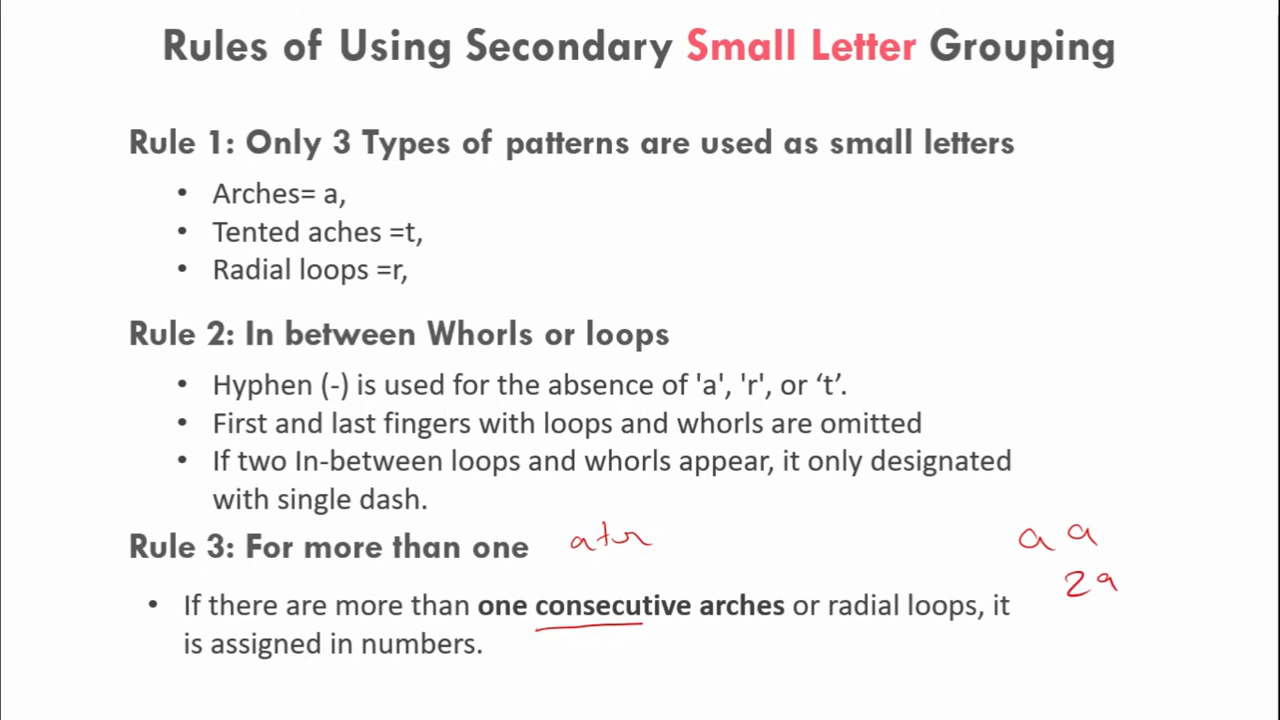 Rules of Using Secondary Small Letter Grouping
Rule 1: Only 3 Types of patterns are used as small letters
• Arches= a,
• Tented aches =t,
• Radial loops =r,
Rule 2: In between Whorls or loops
• Hyphen (-) is used for the absence of 'a', 'r', or ‘t’.
• First and last fingers with loops and whorls are omitted
• If two In-between loops and whorls appear, it only designated
with single dash.
Rule 3: For more than one atr
a a
2a
• If there are more than one consecutive arches or radial loops, it
is assigned in numbers.